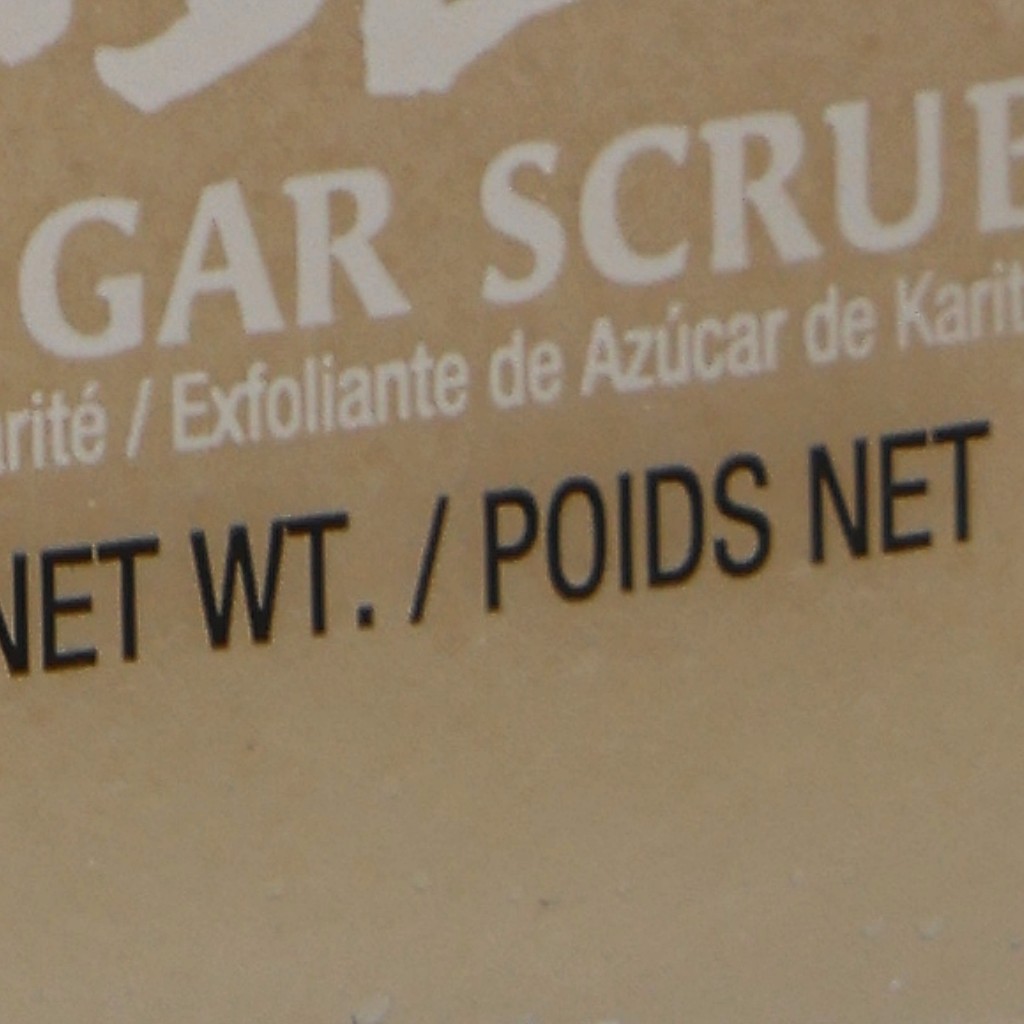 GAR SCRUB
arité / Exfoliante de Azúcar de Karit
NET WT. / POIDS NET